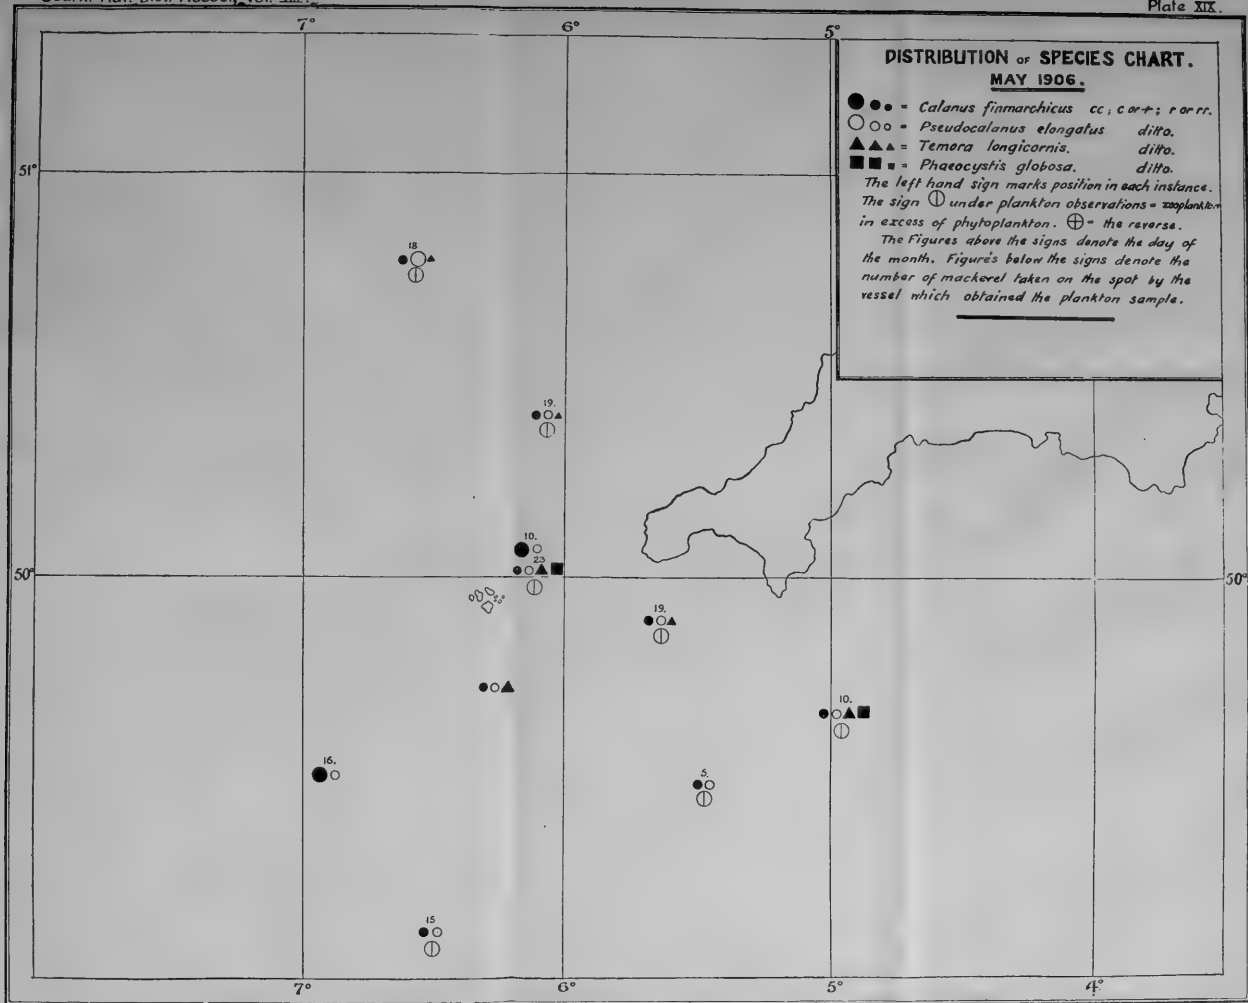 Plate XIX.
7° 6° 5°
DISTRIBUTION OF SPECIES CHART.
MAY 1906.
= Calanus finmarchicus cc; c or +; r or rr.
= Pseudocalanus elongatus ditto.
= Temora longicornis. ditto.
= Phaeocystis globosa. ditto.
The left hand sign marks position in each instance.
The sign under plankton observations = zooplankton
in excess of phytoplankton. = the reverse.
The Figures above the signs denote the day of
the month. Figures below the signs denote the
number of mackerel taken on the spot by the
vessel which obtained the plankton sample.
51°
18
19.
10.
23
50° 50°
19.
10.
16.
5.
15
7° 6° 5° 4°